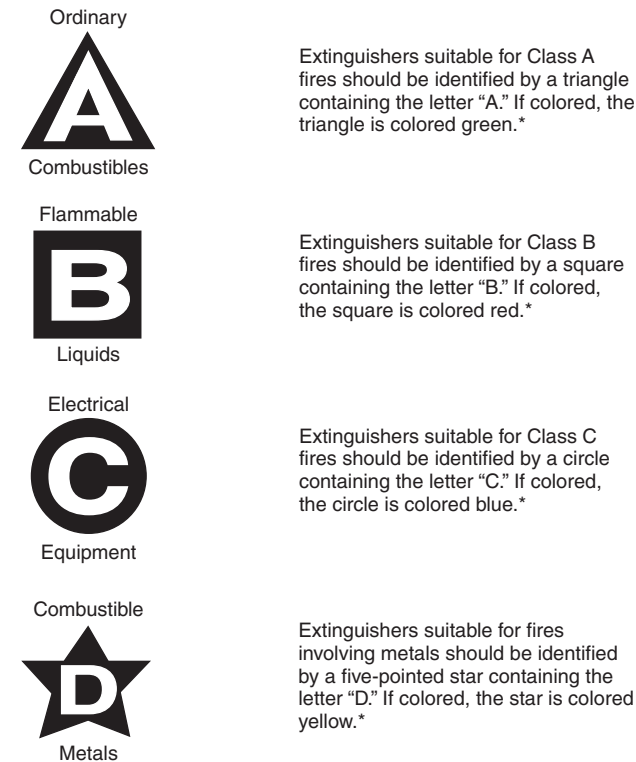 Ordinary
A
Combustibles
Extinguishers suitable for Class A
fires should be identified by a triangle
containing the letter “A.” If colored, the
triangle is colored green.*
Flammable
B
Liquids
Extinguishers suitable for Class B
fires should be identified by a square
containing the letter “B.” If colored,
the square is colored red.*
Electrical
C
Equipment
Extinguishers suitable for Class C
fires should be identified by a circle
containing the letter “C.” If colored,
the circle is colored blue.*
Combustible
D
Metals
Extinguishers suitable for fires
involving metals should be identified
by a five-pointed star containing the
letter “D.” If colored, the star is colored
yellow.*